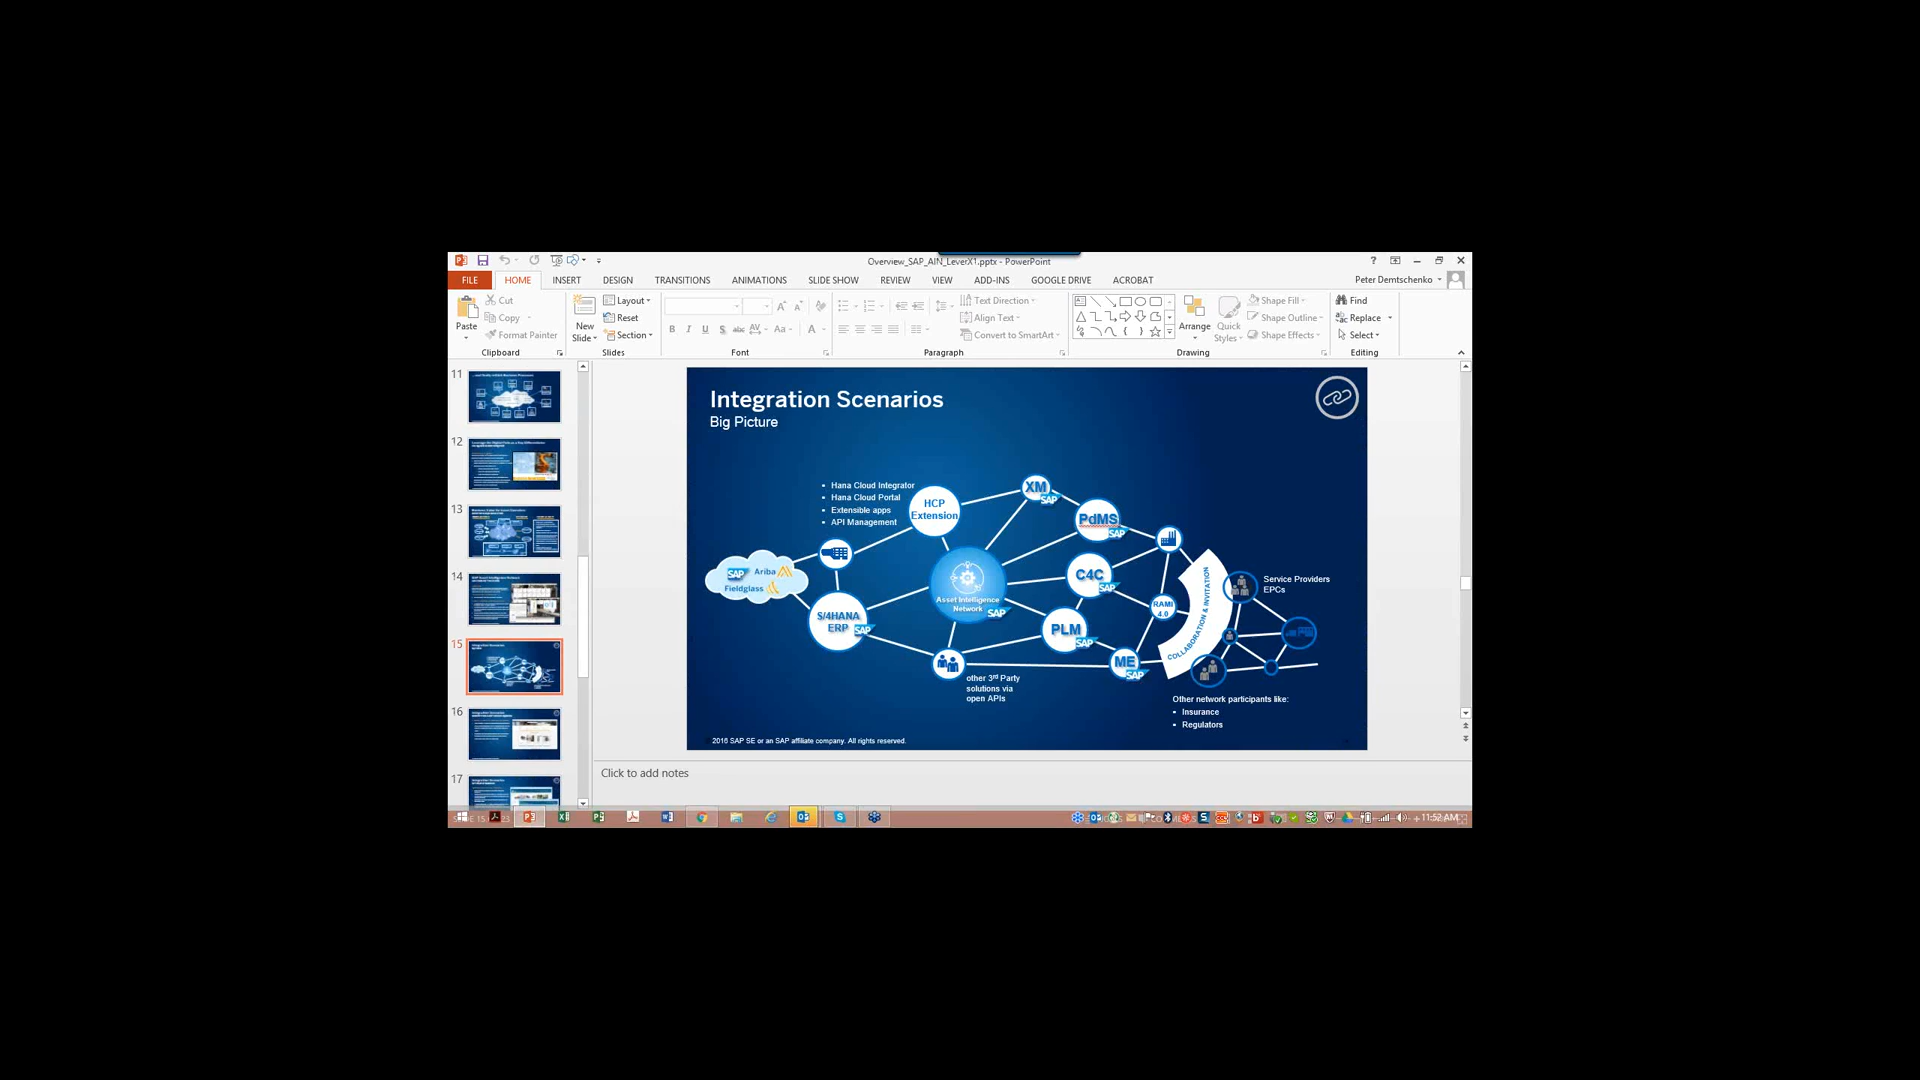 Overview_SAP_AIN_LeverX1.pptx - PowerPoint
FILE HOME INSERT DESIGN TRANSITIONS ANIMATIONS SLIDE SHOW REVIEW VIEW ADD-INS GOOGLE DRIVE ACROBAT
Peter Demtschenko
Paste
Cut
Copy
Format Painter
Clipboard
New
Slide
Layout
Reset
Section
Slides
Font
Text Direction
Align Text
Convert to SmartArt
Paragraph
Arrange
Quick
Styles
Shape Fill
Shape Outline
Shape Effects
Drawing
Find
Replace
Select
Editing
11
12
13
14
15
16
17
Integration Scenarios
Big Picture
▪ Hana Cloud Integrator
▪ Hana Cloud Portal
▪ Extensible apps
▪ API Management
HCP
Extension
XM
SAP
PdMS
SAP
SAP Ariba
Fieldglass
S/4HANA
ERP SAP
Asset Intelligence
Network SAP
C4C
SAP
PLM
SAP
RAMI
4.0
ME
SAP
COLLABORATION & INVITATION
Service Providers
EPCs
other 3rd Party
solutions via
open APIs
Other network participants like:
▪ Insurance
▪ Regulators
2016 SAP SE or an SAP affiliate company. All rights reserved.
Click to add notes
11:52 AM